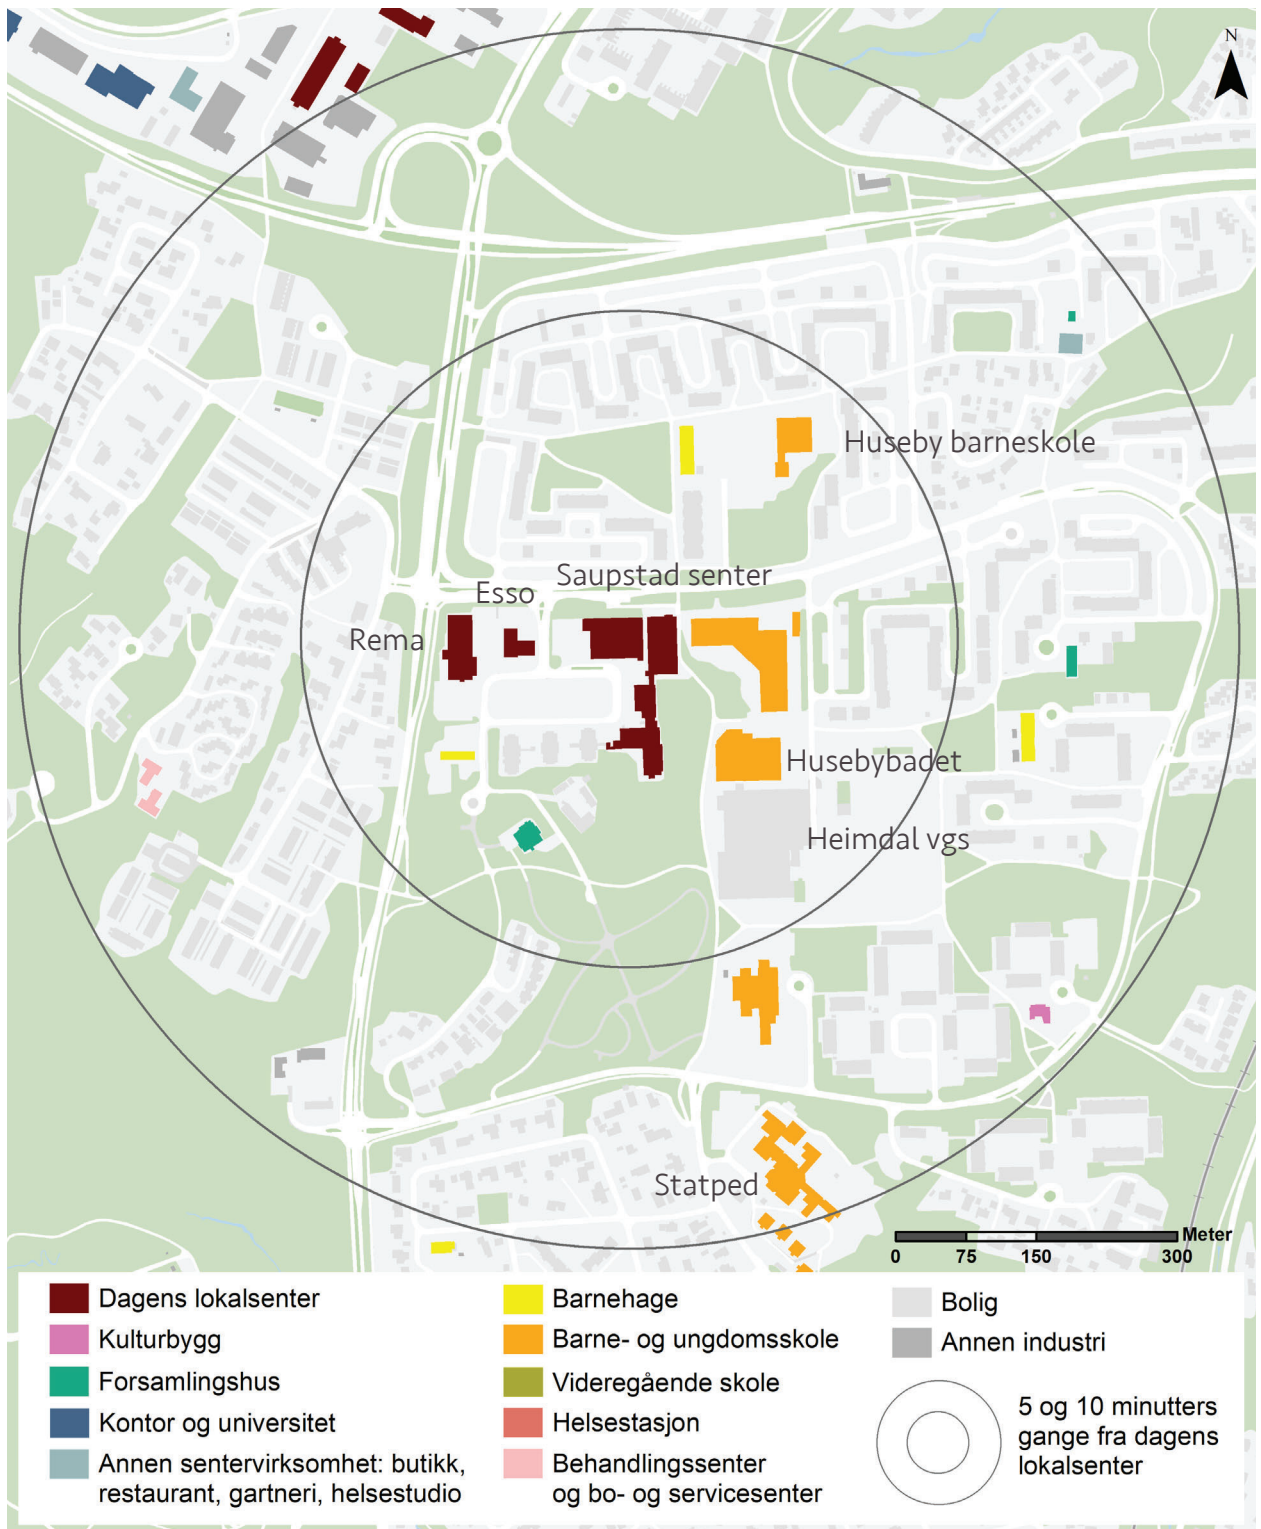 N
Huseby barneskole
Saupstad senter
Esso
Rema
Husebybadet
Heimdal vgs
Statped
Meter
0 75 150 300
Dagens lokalsenter
Kulturbygg
Forsamlingshus
Kontor og universitet
Annen sentervirksomhet: butikk,
restaurant, gartneri, helsestudio
Barnehage
Barne- og ungdomsskole
Videregående skole
Helsestasjon
Behandlingssenter
og bo- og servicesenter
Bolig
Annen industri
5 og 10 minutters
gange fra dagens
lokalsenter